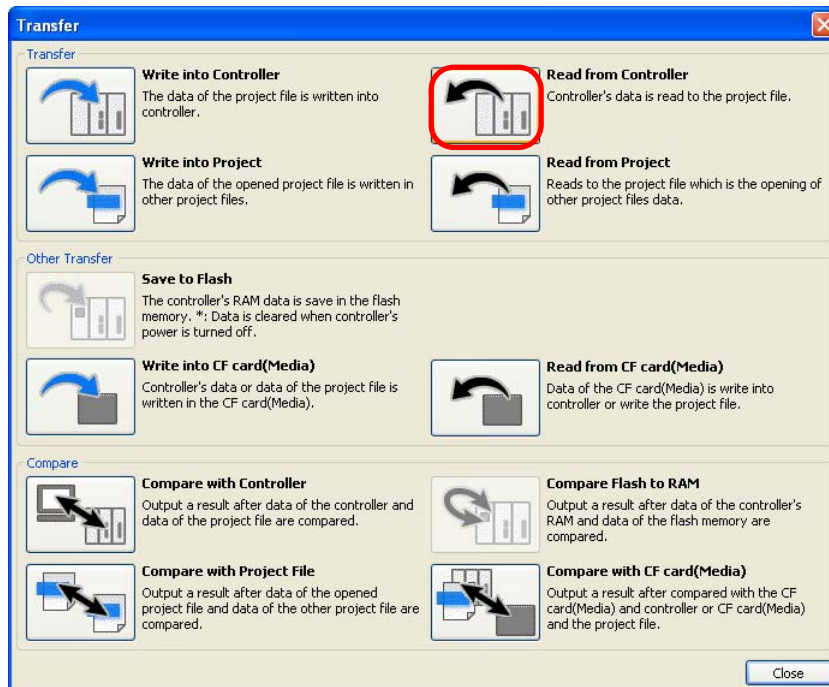 Transfer
Transfer
Write into Controller
The data of the project file is written into
controller.
Read from Controller
Controller's data is read to the project file.
Write into Project
The data of the opened project file is written in
other project files.
Read from Project
Reads to the project file which is the opening of
other project files data.
Other Transfer
Save to Flash
The controller's RAM data is save in the flash
memory. *: Data is cleared when controller's
power is turned off.
Write into CF card(Media)
Controller's data or data of the project file is
written in the CF card(Media).
Read from CF card(Media)
Data of the CF card(Media) is write into
controller or write the project file.
Compare
Compare with Controller
Output a result after data of the controller and
data of the project file are compared.
Compare Flash to RAM
Output a result after data of the controller's
RAM and data of the flash memory are
compared.
Compare with Project File
Output a result after data of the opened
project file and data of the other project file are
compared.
Compare with CF card(Media)
Output a result after compared with the CF
card(Media) and controller or CF card(Media)
and the project file.
Close